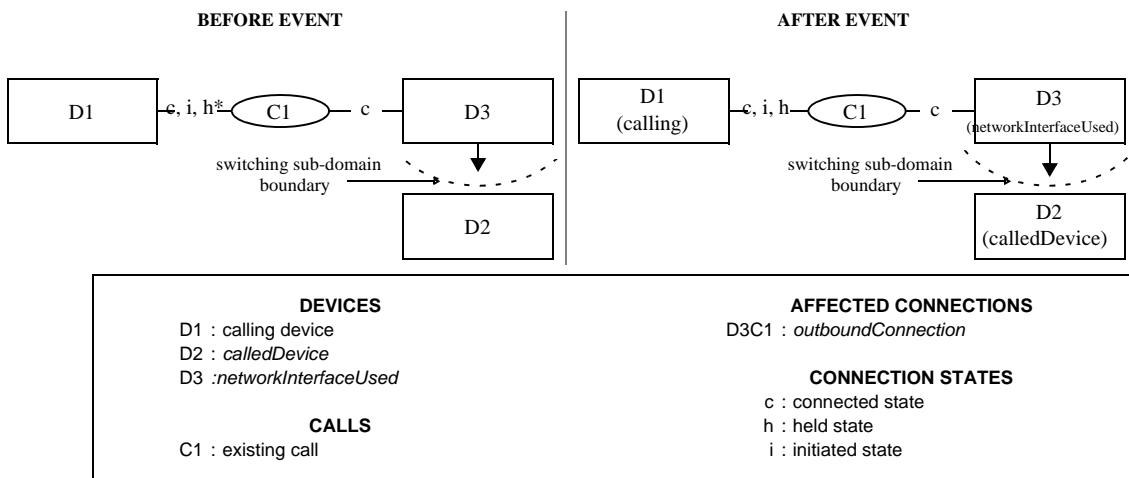 BEFORE EVENT
D1
c, i, h*
C1
c
D3
switching sub-domain
boundary
D2
AFTER EVENT
D1
(calling)
c, i, h
C1
c
D3
(networkInterfaceUsed)
switching sub-domain
boundary
D2
(calledDevice)
DEVICES
D1 : calling device
D2 : calledDevice
D3 :networkInterfaceUsed
CALLS
C1 : existing call
AFFECTED CONNECTIONS
D3C1 : outboundConnection
CONNECTION STATES
c : connected state
h : held state
i : initiated state